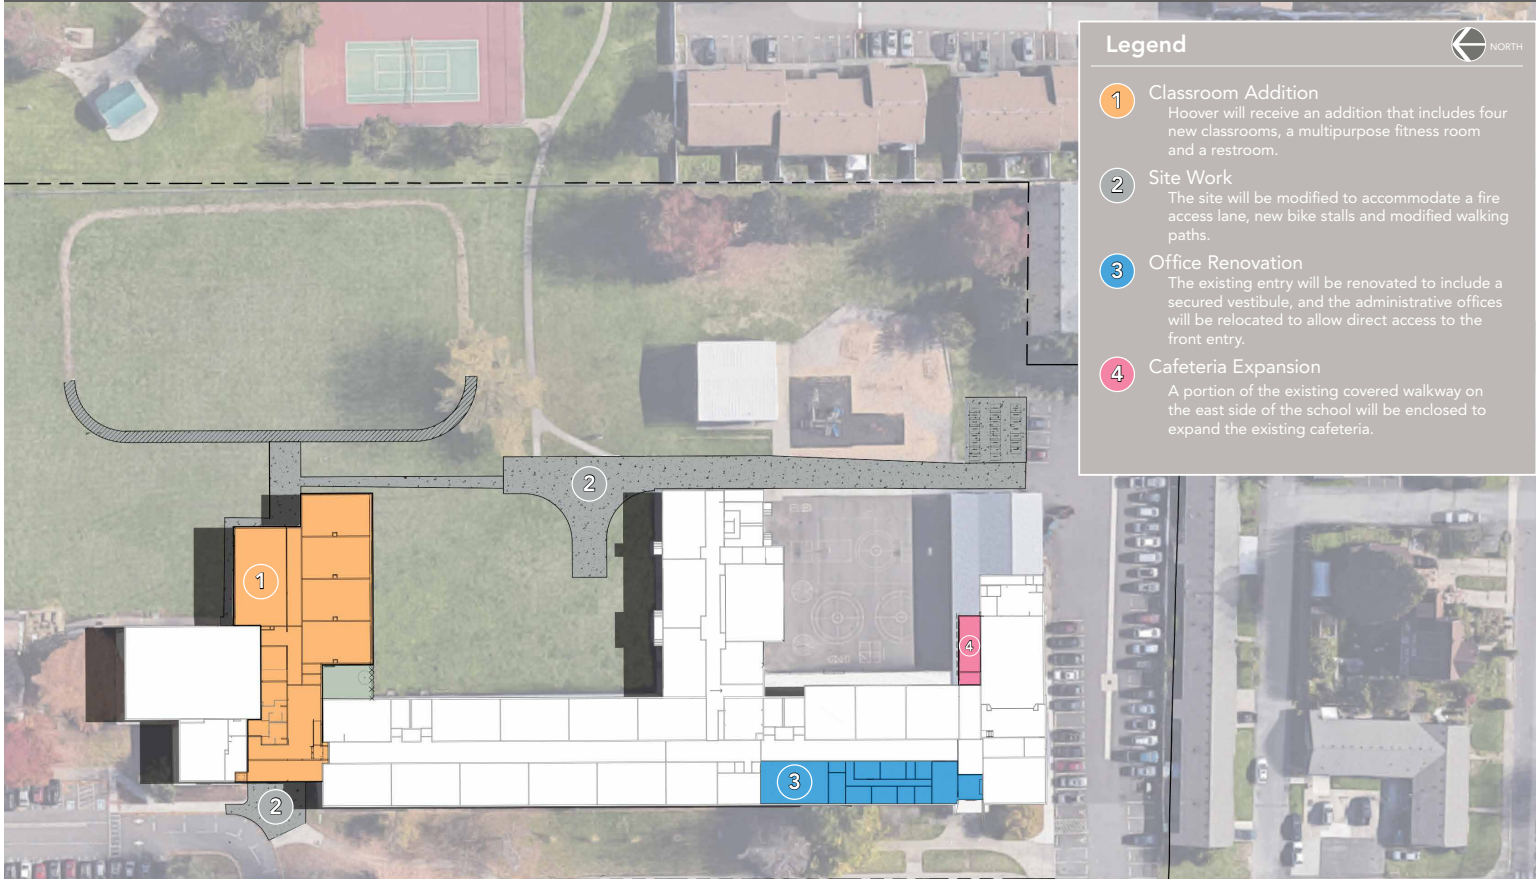 Legend
NORTH
1
Classroom Addition
Hoover will receive an addition that includes four
new classrooms, a multipurpose fitness room
and a restroom.
2
Site Work
The site will be modified to accommodate a fire
access lane, new bike stalls and modified walking
paths.
3
Office Renovation
The existing entry will be renovated to include a
secured vestibule, and the administrative offices
will be relocated to allow direct access to the
front entry.
4
Cafeteria Expansion
A portion of the existing covered walkway on
the east side of the school will be enclosed to
expand the existing cafeteria.
2
1
4
3
2